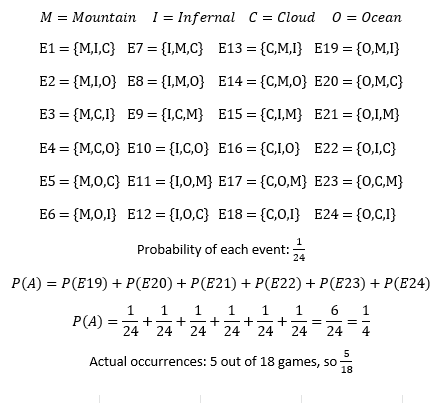 M = Mountain I = Infernal C = Cloud O = Ocean
E1 = {M,I,C} E7 = {I,M,C} E13 = {C,M,I} E19 = {O,M,I}
E2 = {M,I,O} E8 = {I,M,O} E14 = {C,M,O} E20 = {O,M,C}
E3 = {M,C,I} E9 = {I,C,M} E15 = {C,I,M} E21 = {O,I,M}
E4 = {M,C,O} E10 = {I,C,O} E16 = {C,I,O} E22 = {O,I,C}
E5 = {M,O,C} E11 = {I,O,M} E17 = {C,O,M} E23 = {O,C,M}
E6 = {M,O,I} E12 = {I,O,C} E18 = {C,O,I} E24 = {O,C,I}
Probability of each event: 1/24
P(A) = P(E19) + P(E20) + P(E21) + P(E22) + P(E23) + P(E24)
P(A) = 1/24 + 1/24 + 1/24 + 1/24 + 1/24 + 1/24 = 6/24 = 1/4
Actual occurrences: 5 out of 18 games, so 5/18